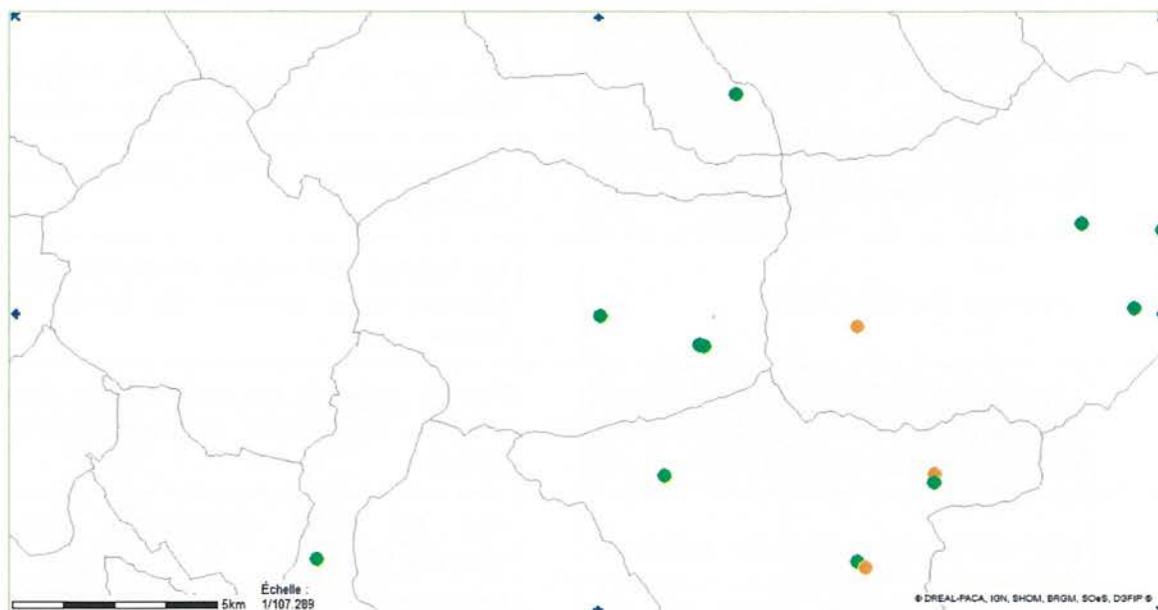 Échelle :
5km 1/107.289
© DREAL-PACA, IGN, SHOM, BRGM, SOeS, DGFIP ©